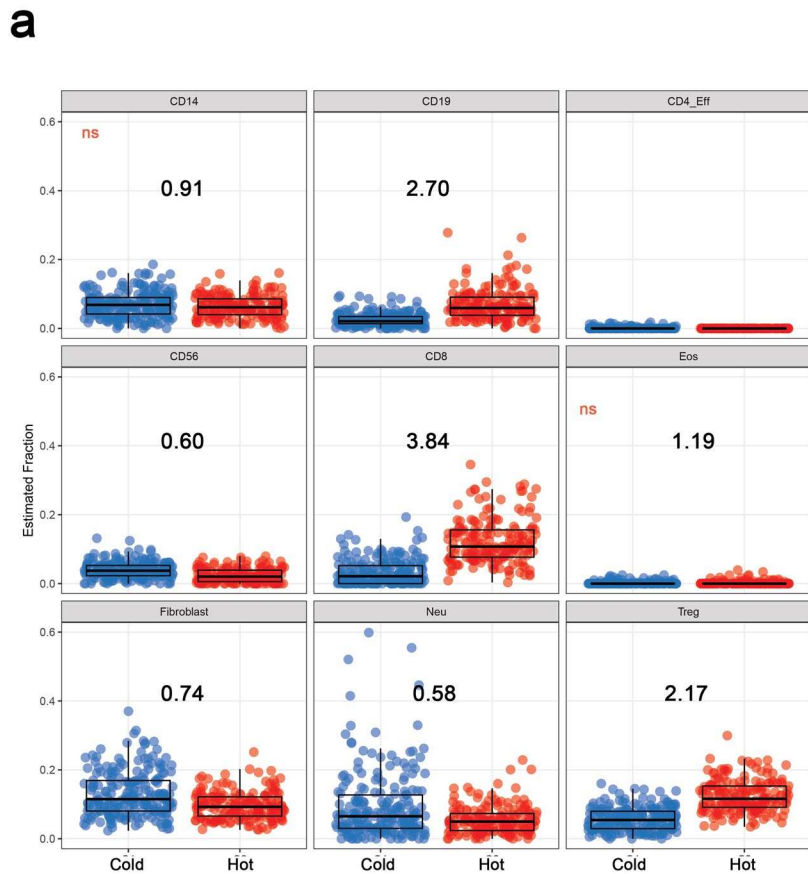 a
CD14 CD19 CD4_Eff
0.6
ns
0.4
0.91 2.70
0.2
0.0
CD56 CD8 Eos
0.6
ns
0.4
0.60 3.84 1.19
0.2
0.0
Estimated Fraction
Fibroblast Neu Treg
0.6
0.4
0.74 0.58 2.17
0.2
0.0
Cold Hot Cold Hot Cold Hot